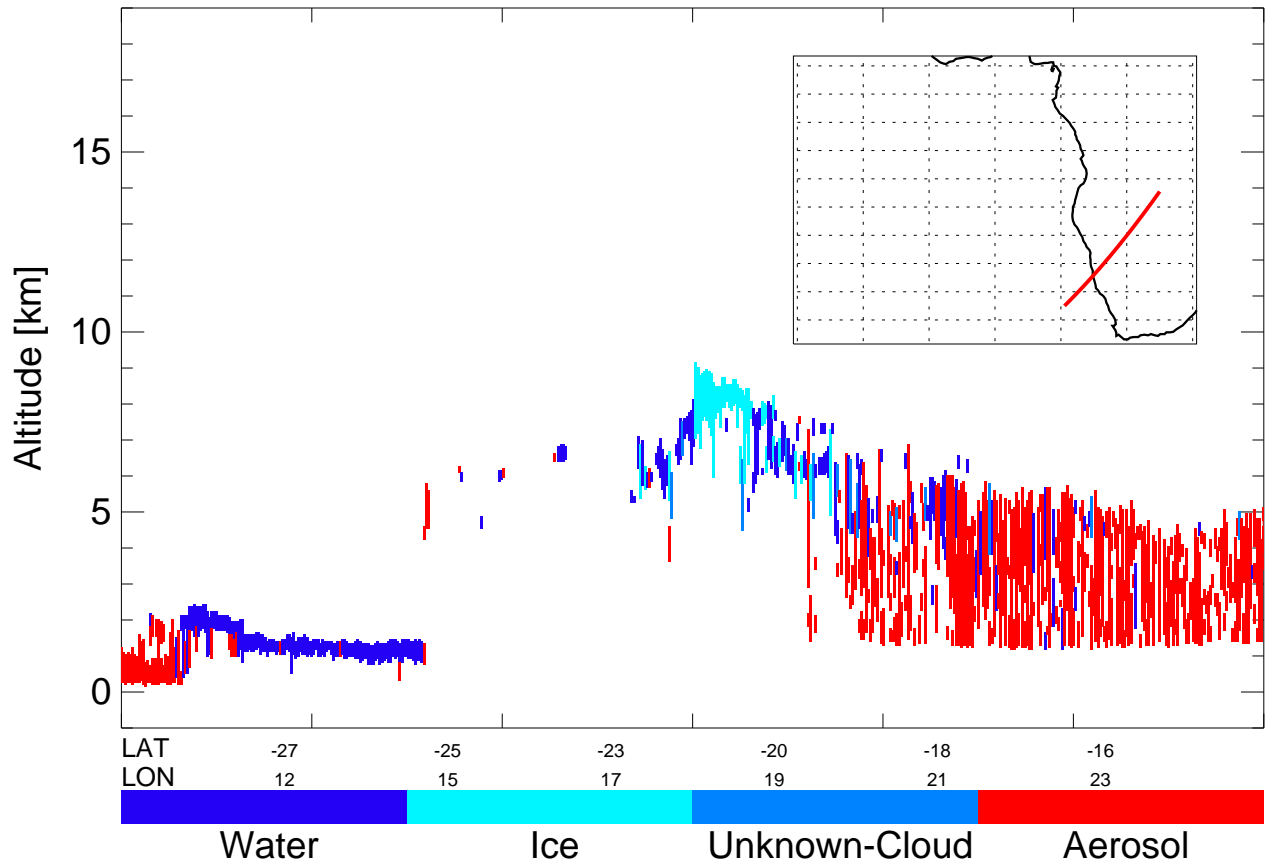 15
10
5
0
Altitude [km]
LAT -27 -25 -23 -20 -18 -16
LON 12 15 17 19 21 23
Water Ice Unknown-Cloud Aerosol